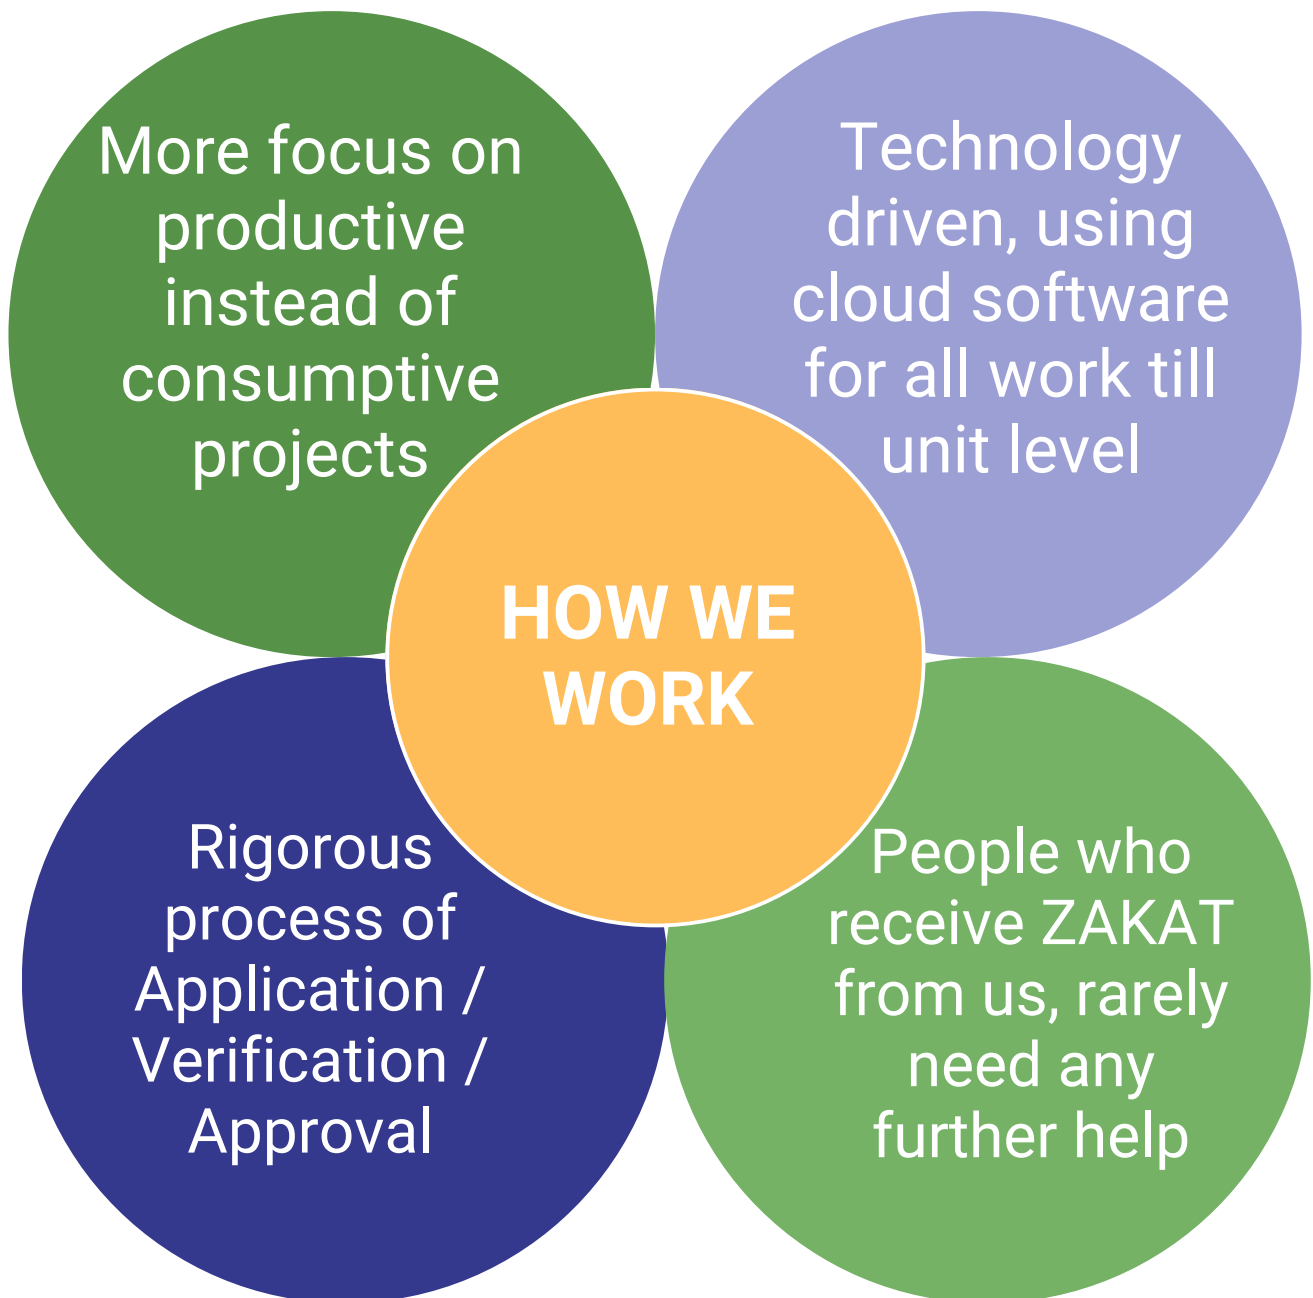 More focus on
productive
instead of
consumptive
projects
Technology
driven, using
cloud software
for all work till
unit level
HOW WE
WORK
Rigorous
process of
Application /
Verification /
Approval
People who
receive ZAKAT
from us, rarely
need any
further help